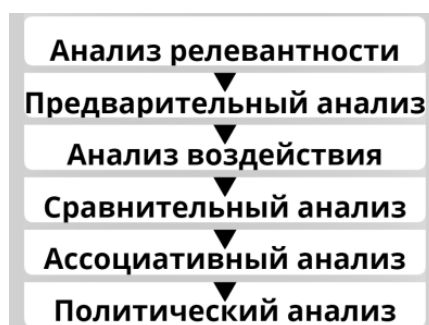 Анализ релевантности
Предварительный анализ
Анализ воздействия
Сравнительный анализ
Ассоциативный анализ
Политический анализ